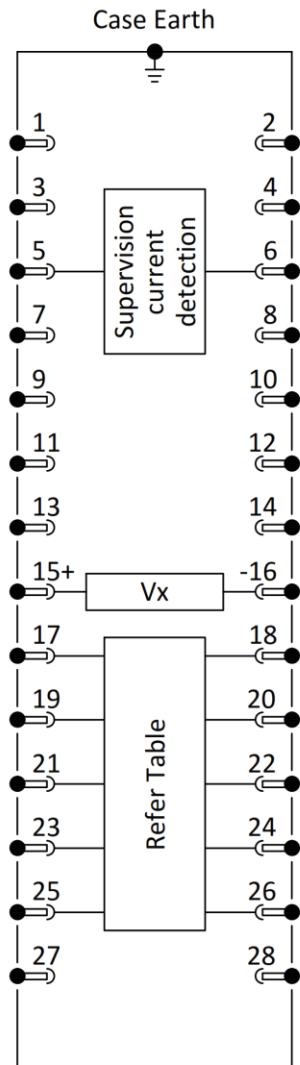 Case Earth
1 2
3 4
Supervision
current
detection
5 6
7 8
9 10
11 12
13 14
15+ Vx -16
17 18
19 20
Refer Table
21 22
23 24
25 26
27 28